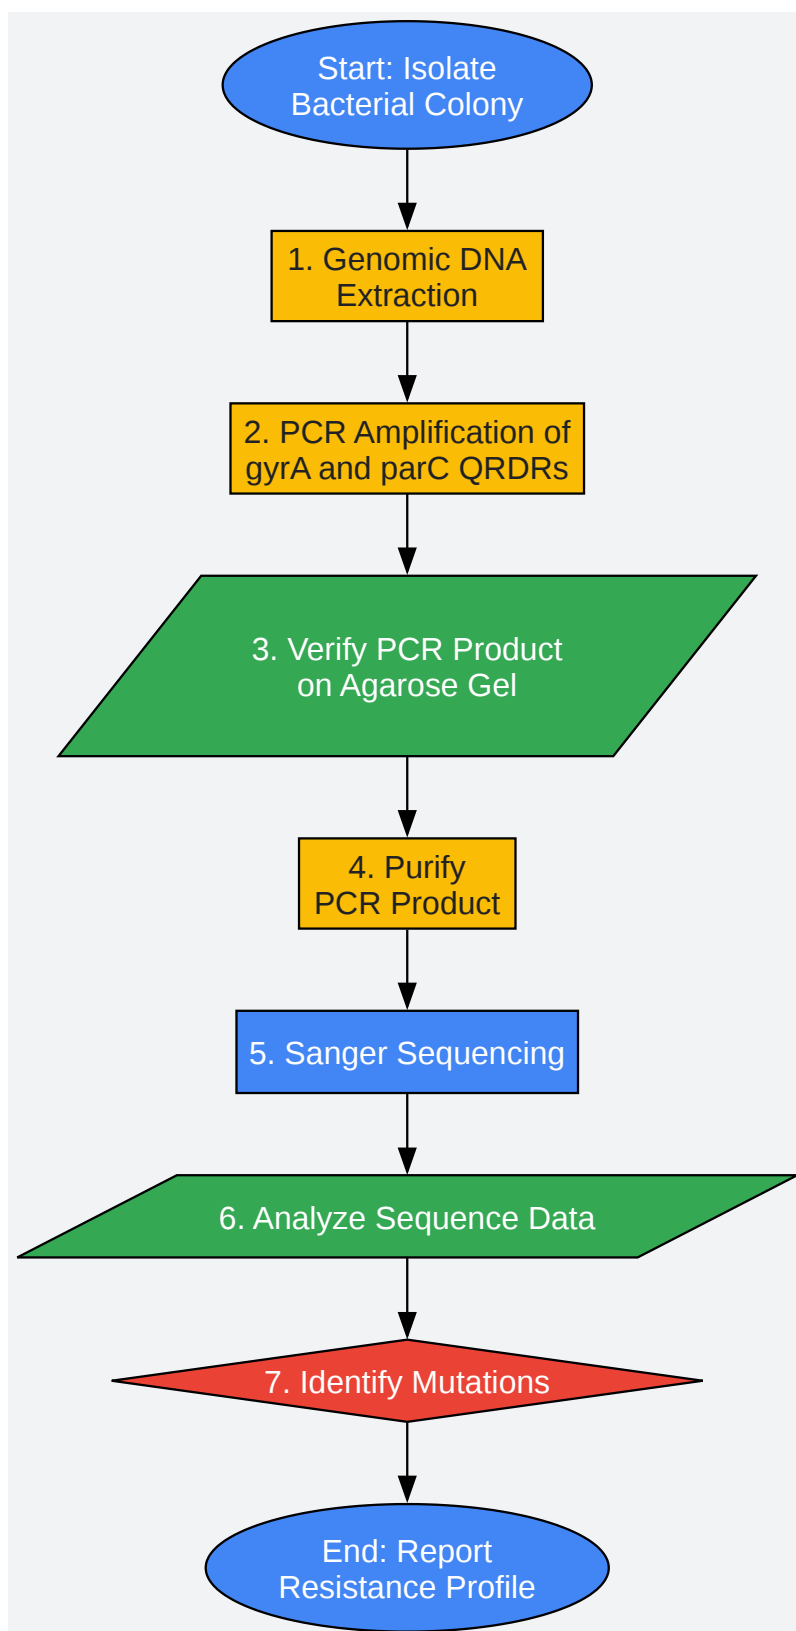 Start: Isolate
Bacterial Colony
1. Genomic DNA
Extraction
2. PCR Amplification of
gyrA and parC QRDRs
3. Verify PCR Product
on Agarose Gel
4. Purify
PCR Product
5. Sanger Sequencing
6. Analyze Sequence Data
7. Identify Mutations
End: Report
Resistance Profile